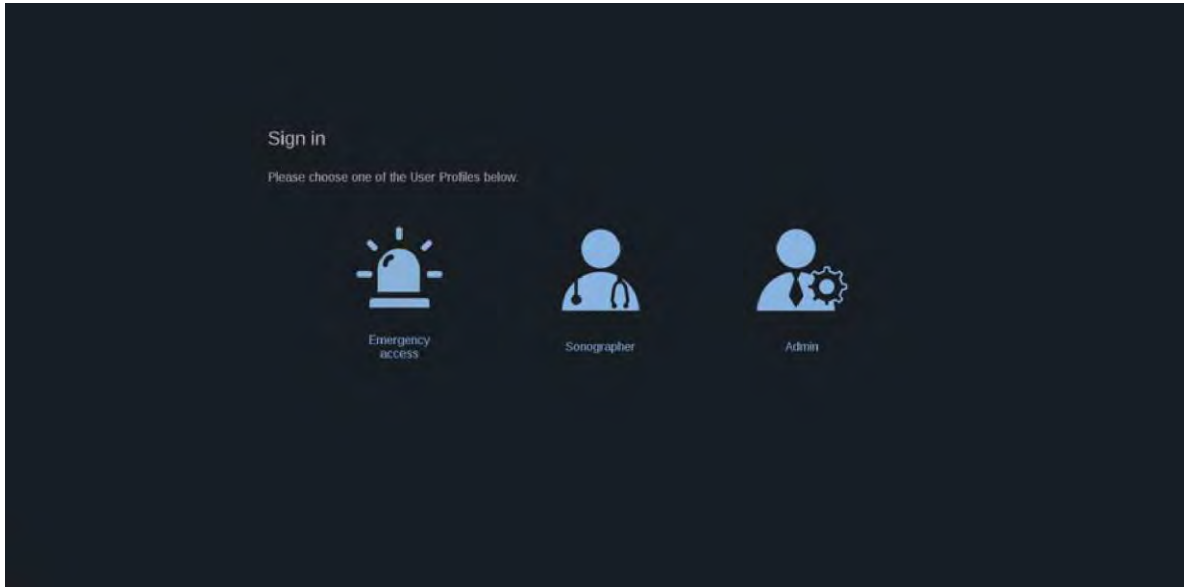 Sign in
Please choose one of the User Profiles below.
Emergency
access
Sonographer
Admin